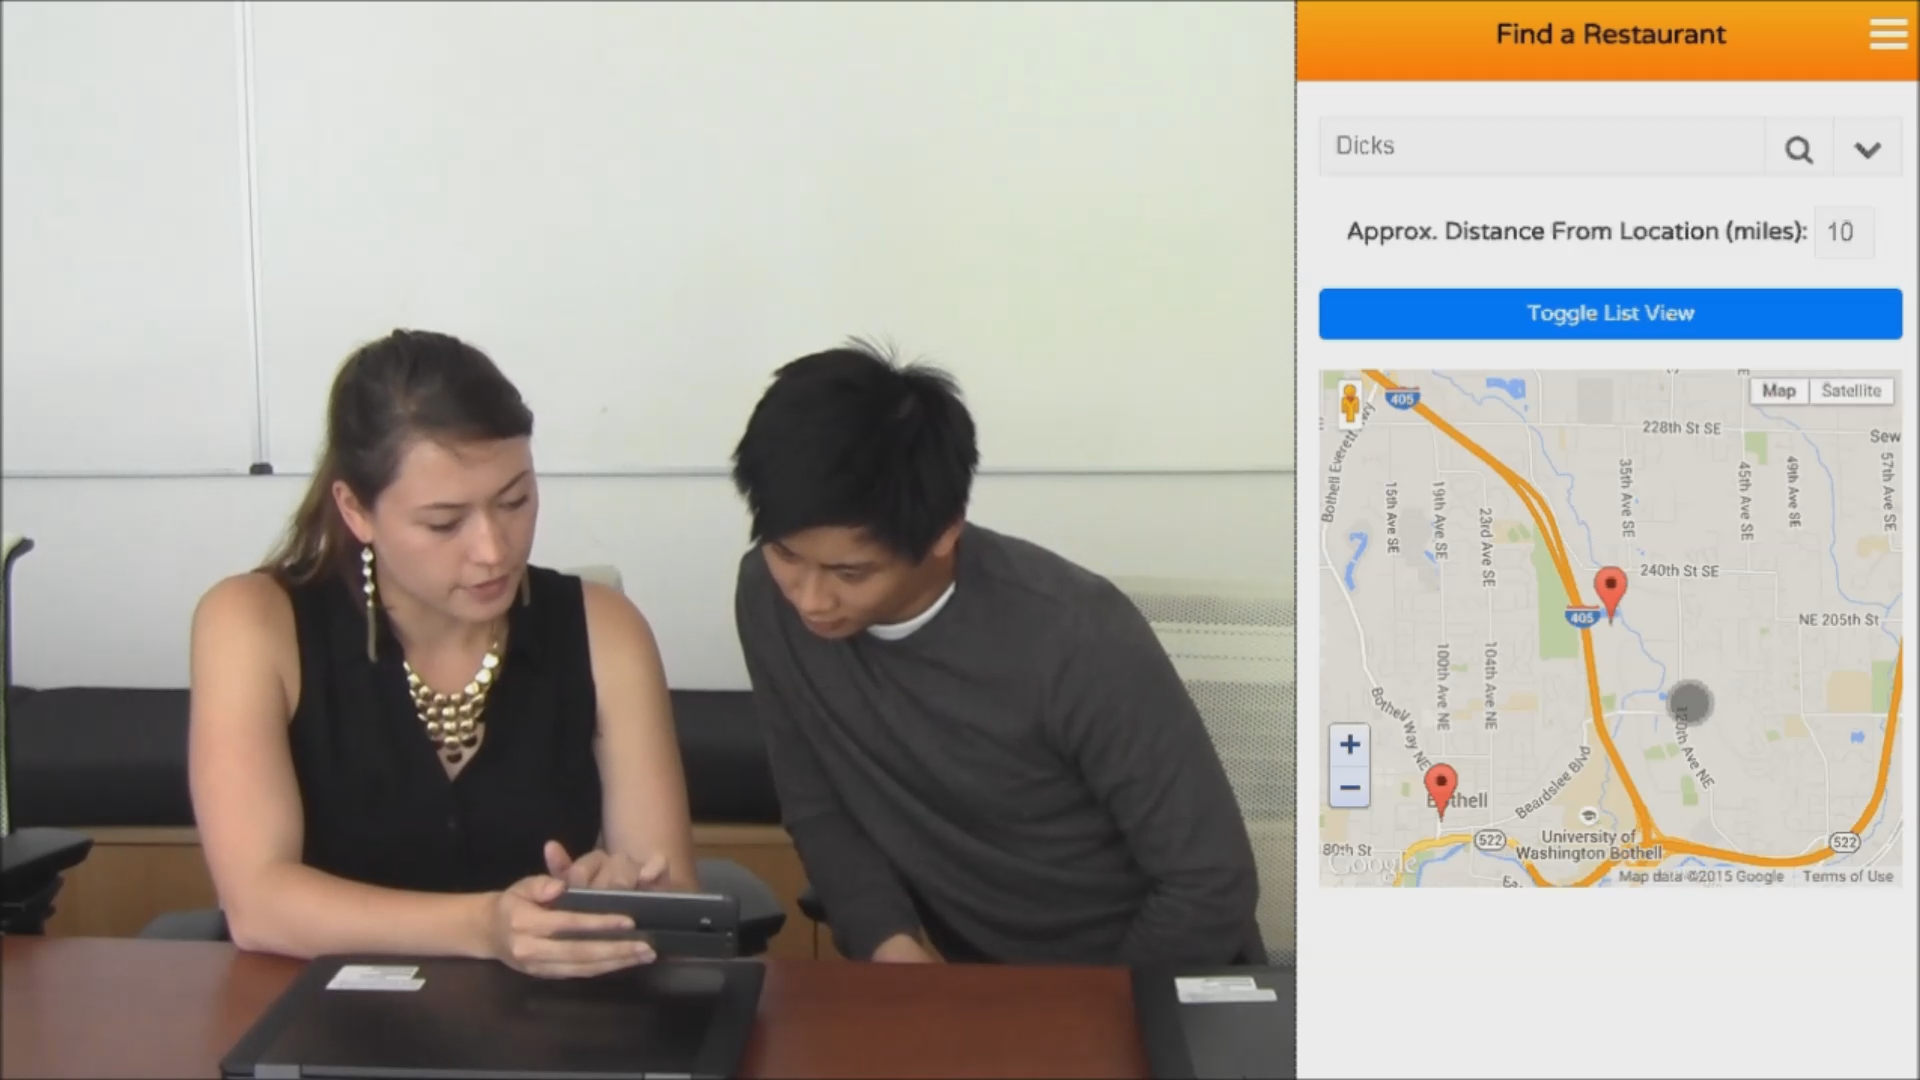 Find a Restaurant
Dicks
Approx. Distance From Location (miles): 10
Toggle List View
Map Satellite
405
228th St SE
Sew
Bothell Everett
15th Ave SE
19th Ave SE
23rd Ave SE
35th Ave SE
45th Ave SE
49th Ave SE
57th Ave SE
240th St SE
405
NE 205th St
100th Ave NE
104th Ave NE
Bothell Way NE
120th Ave NE
+
−
Bothell
Beardslee Blvd
522
University of
Washington Bothell
522
80th St
Google
Map data ©2015 Google
Terms of Use